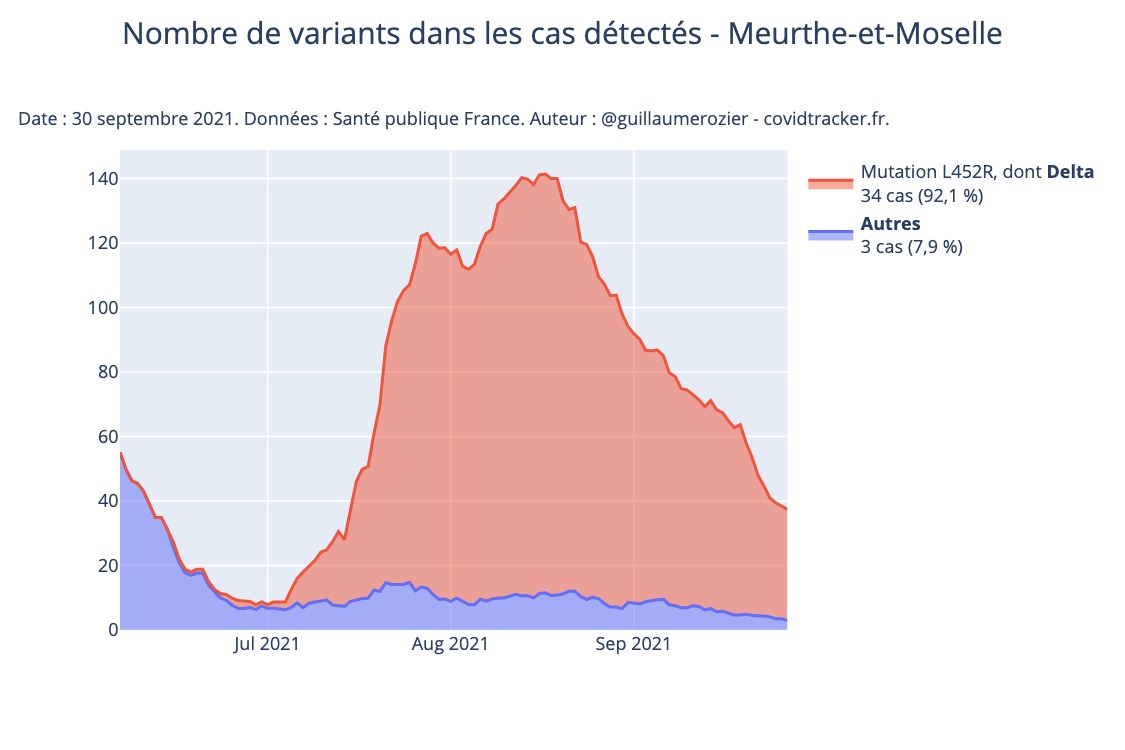 Nombre de variants dans les cas détectés - Meurthe-et-Moselle
Date : 30 septembre 2021. Données : Santé publique France. Auteur : @guillaumerozier - covidtracker.fr.
Mutation L452R, dont Delta
34 cas (92,1 %)
Autres
3 cas (7,9 %)
140
120
100
80
60
40
20
0
Jul 2021
Aug 2021
Sep 2021